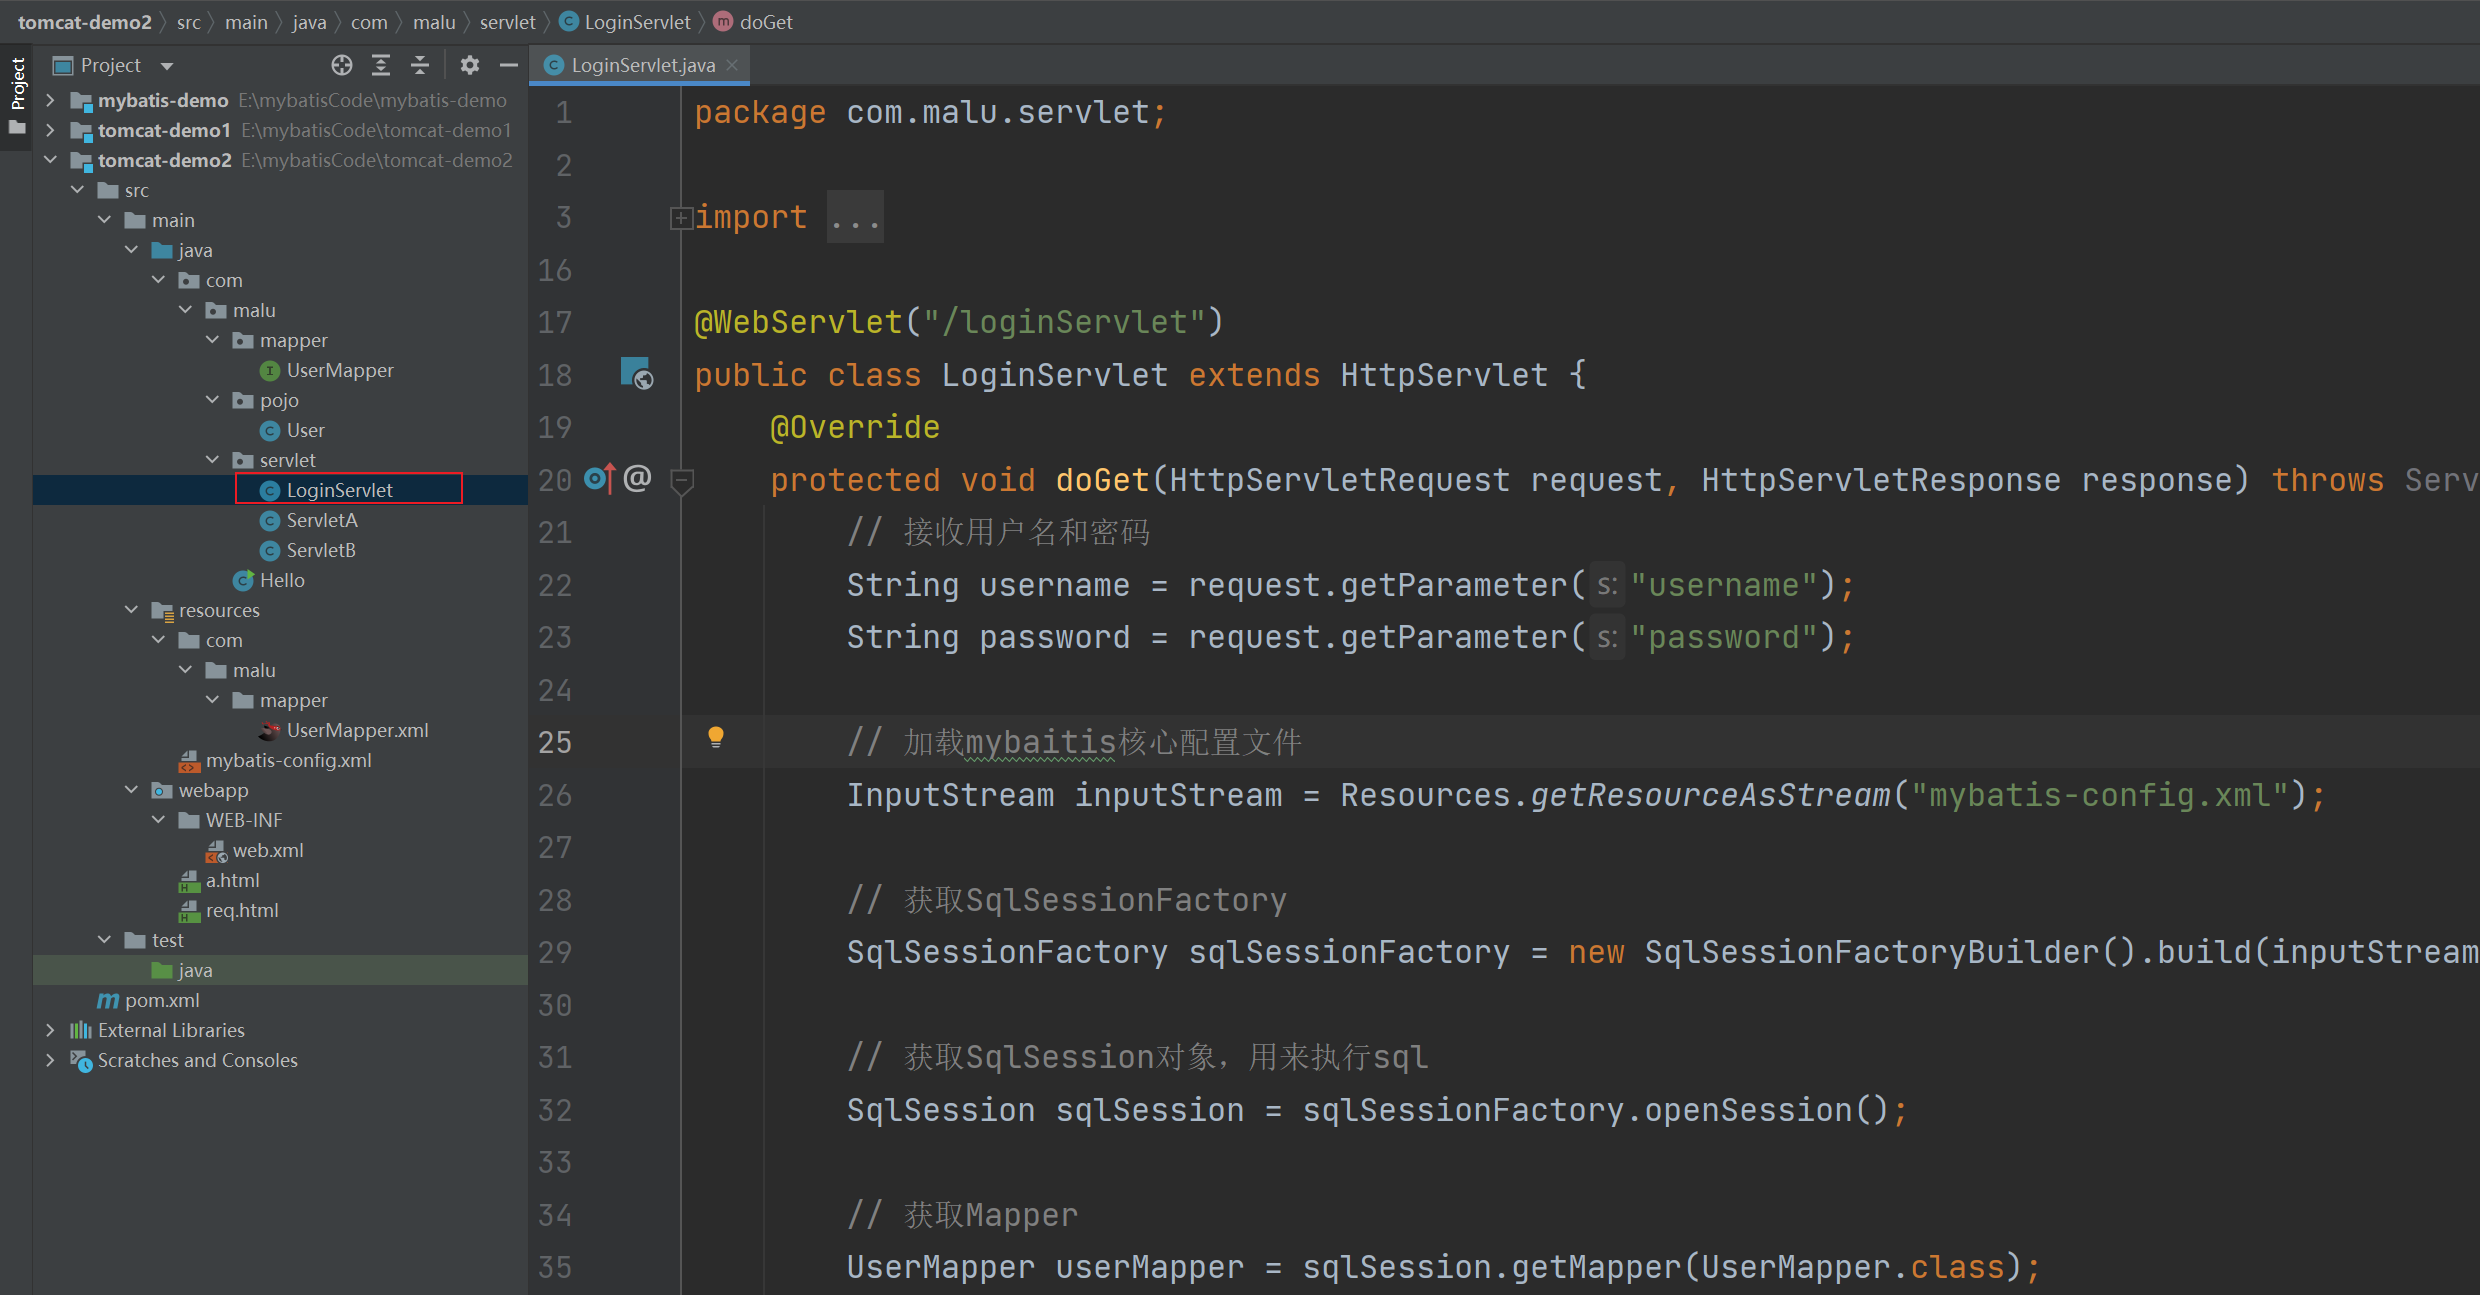 tomcat-demo2 src main java com malu servlet LoginServlet doGet
Project
Project
mybatis-demo E:\mybatisCode\mybatis-demo
tomcat-demo1 E:\mybatisCode\tomcat-demo1
tomcat-demo2 E:\mybatisCode\tomcat-demo2
src
main
java
com
malu
mapper
UserMapper
pojo
User
servlet
LoginServlet
ServletA
ServletB
Hello
resources
com
malu
mapper
UserMapper.xml
mybatis-config.xml
webapp
WEB-INF
web.xml
a.html
req.html
test
java
pom.xml
External Libraries
Scratches and Consoles
LoginServlet.java
1 package com.malu.servlet;
2
3 import ...
16
17 @WebServlet("/loginServlet")
18 public class LoginServlet extends HttpServlet {
19 @Override
20 protected void doGet(HttpServletRequest request, HttpServletResponse response) throws Serv
21 // 接收用户名和密码
22 String username = request.getParameter( s: "username");
23 String password = request.getParameter( s: "password");
24
25 // 加载mybaitis核心配置文件
26 InputStream inputStream = Resources.getResourceAsStream("mybatis-config.xml");
27
28 // 获取SqlSessionFactory
29 SqlSessionFactory sqlSessionFactory = new SqlSessionFactoryBuilder().build(inputStream
30
31 // 获取SqlSession对象，用来执行sql
32 SqlSession sqlSession = sqlSessionFactory.openSession();
33
34 // 获取Mapper
35 UserMapper userMapper = sqlSession.getMapper(UserMapper.class);